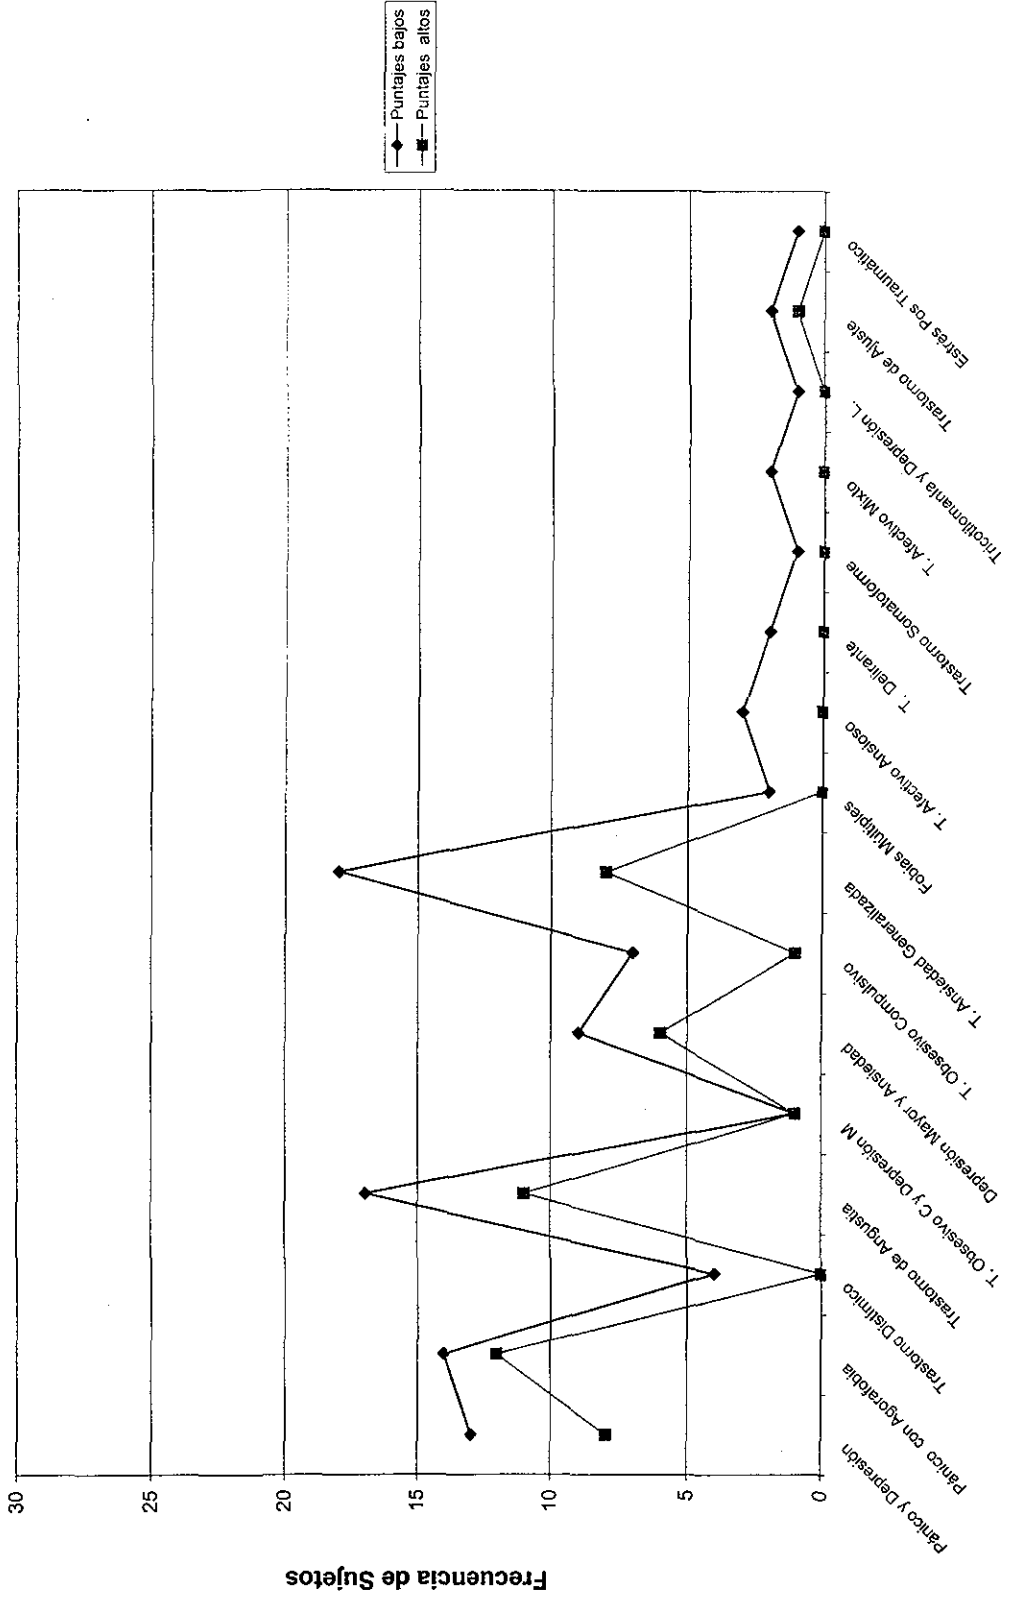 Puntajes bajos
Puntajes altos
Frecuencia de Sujetos
30
25
20
15
10
5
0
Pánico y Depresión
Pánico con Agorafobia
Trastorno Distímico
Trastorno de Angustia
T. Obsesivo C y Depresión M
Depresión Mayor y Ansiedad
T. Obsesivo Compulsivo
T. Ansiedad Generalizada
Fobias Múltiples
T. Afectivo Ansioso
T. Delirante
Trastorno Somatoforme
T. Afectivo Mixto
Tricotilomanía y Depresión L.
Trastorno de Ajuste
Estrés Pos Traumático